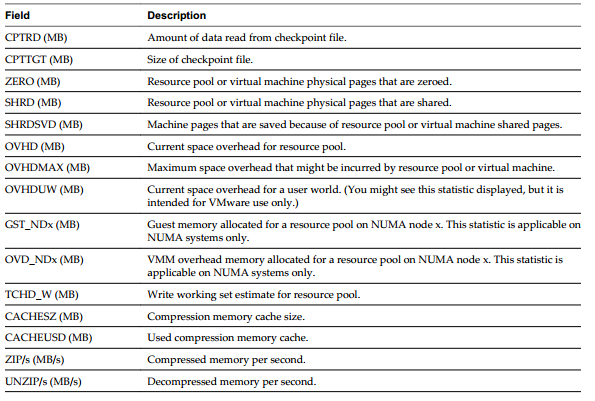 Field Description
CPTRD (MB) Amount of data read from checkpoint file.
CPTTGT (MB) Size of checkpoint file.
ZERO (MB) Resource pool or virtual machine physical pages that are zeroed.
SHRD (MB) Resource pool or virtual machine physical pages that are shared.
SHRDSVD (MB) Machine pages that are saved because of resource pool or virtual machine shared pages.
OVHD (MB) Current space overhead for resource pool.
OVHDMAX (MB) Maximum space overhead that might be incurred by resource pool or virtual machine.
OVHDUW (MB) Current space overhead for a user world. (You might see this statistic displayed, but it is
intended for VMware use only.)
GST_NDx (MB) Guest memory allocated for a resource pool on NUMA node x. This statistic is applicable on
NUMA systems only.
OVD_NDx (MB) VMM overhead memory allocated for a resource pool on NUMA node x. This statistic is
applicable on NUMA systems only.
TCHD_W (MB) Write working set estimate for resource pool.
CACHESZ (MB) Compression memory cache size.
CACHEUSD (MB) Used compression memory cache.
ZIP/s (MB/s) Compressed memory per second.
UNZIP/s (MB/s) Decompressed memory per second.